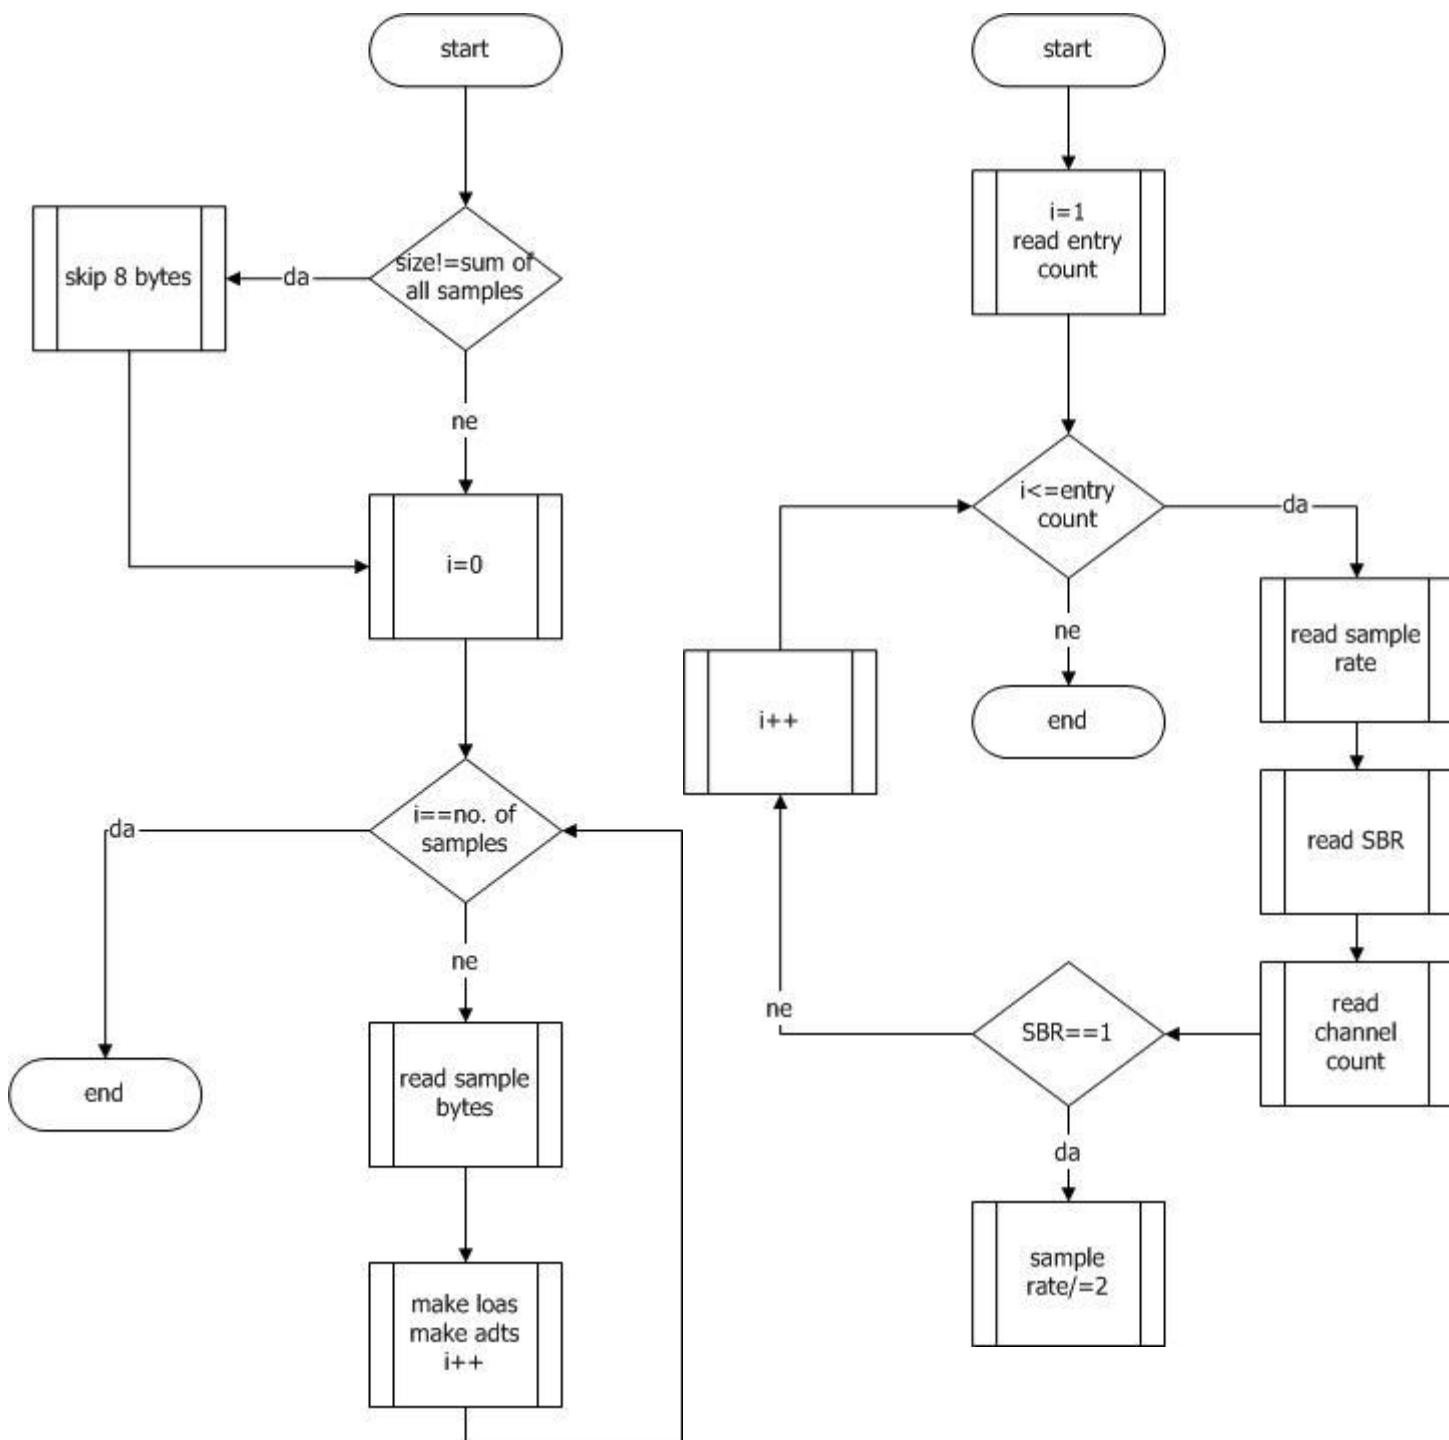 start
size!=sum of
all samples
da
skip 8 bytes
ne
i=0
i==no. of
samples
da
end
ne
read sample
bytes
make loas
make adts
i++
start
i=1
read entry
count
i<=entry
count
da
ne
end
read sample
rate
read SBR
read
channel
count
SBR==1
ne
i++
da
sample
rate/=2